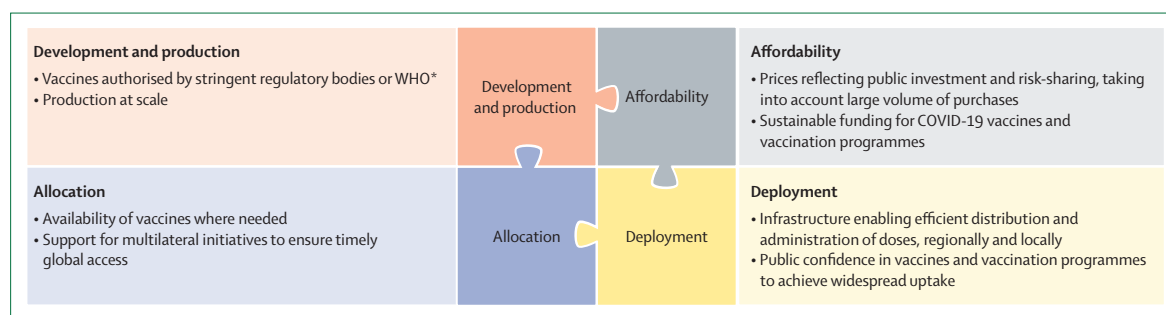 Development and production
• Vaccines authorised by stringent regulatory bodies or WHO*
• Production at scale
Development
and production
Affordability
Affordability
• Prices reflecting public investment and risk-sharing, taking
into account large volume of purchases
• Sustainable funding for COVID-19 vaccines and
vaccination programmes
Allocation
• Availability of vaccines where needed
• Support for multilateral initiatives to ensure timely
global access
Allocation
Deployment
Deployment
• Infrastructure enabling efficient distribution and
administration of doses, regionally and locally
• Public confidence in vaccines and vaccination programmes
to achieve widespread uptake